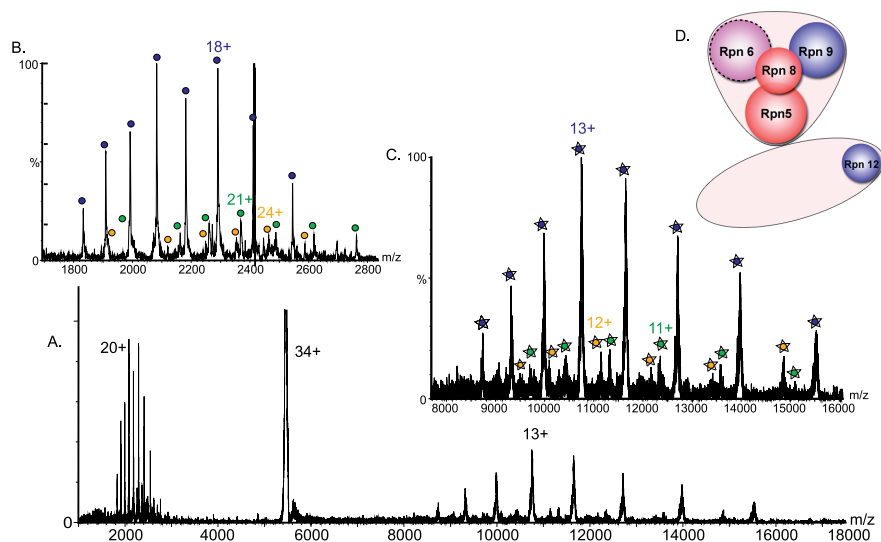 B.
100
18+
%
21+
24+
1800 2000 2200 2400 2600 2800 m/z
D.
Rpn 6
Rpn 9
Rpn 8
Rpn5
Rpn 12
C.
100
13+
%
12+
11+
0
8000 9000 10000 11000 12000 13000 14000 15000 16000
m/z
A.
20+
34+
13+
0
2000 4000 6000 8000 10000 12000 14000 16000 18000
m/z
0